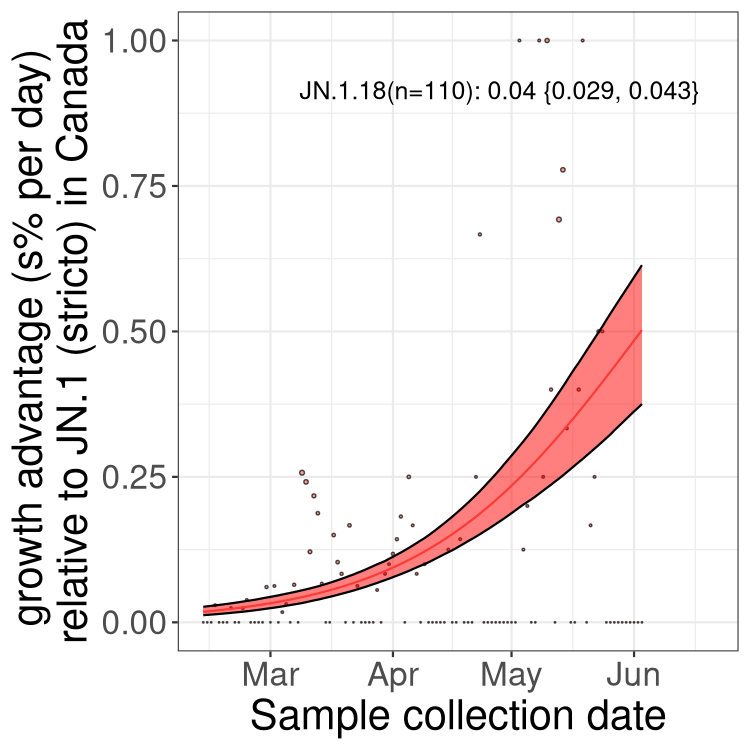 growth advantage (s% per day)
relative to JN.1 (stricto) in Canada
1.00
0.75
0.50
0.25
0.00
JN.1.18(n=110): 0.04 {0.029, 0.043}
Mar Apr May Jun
Sample collection date